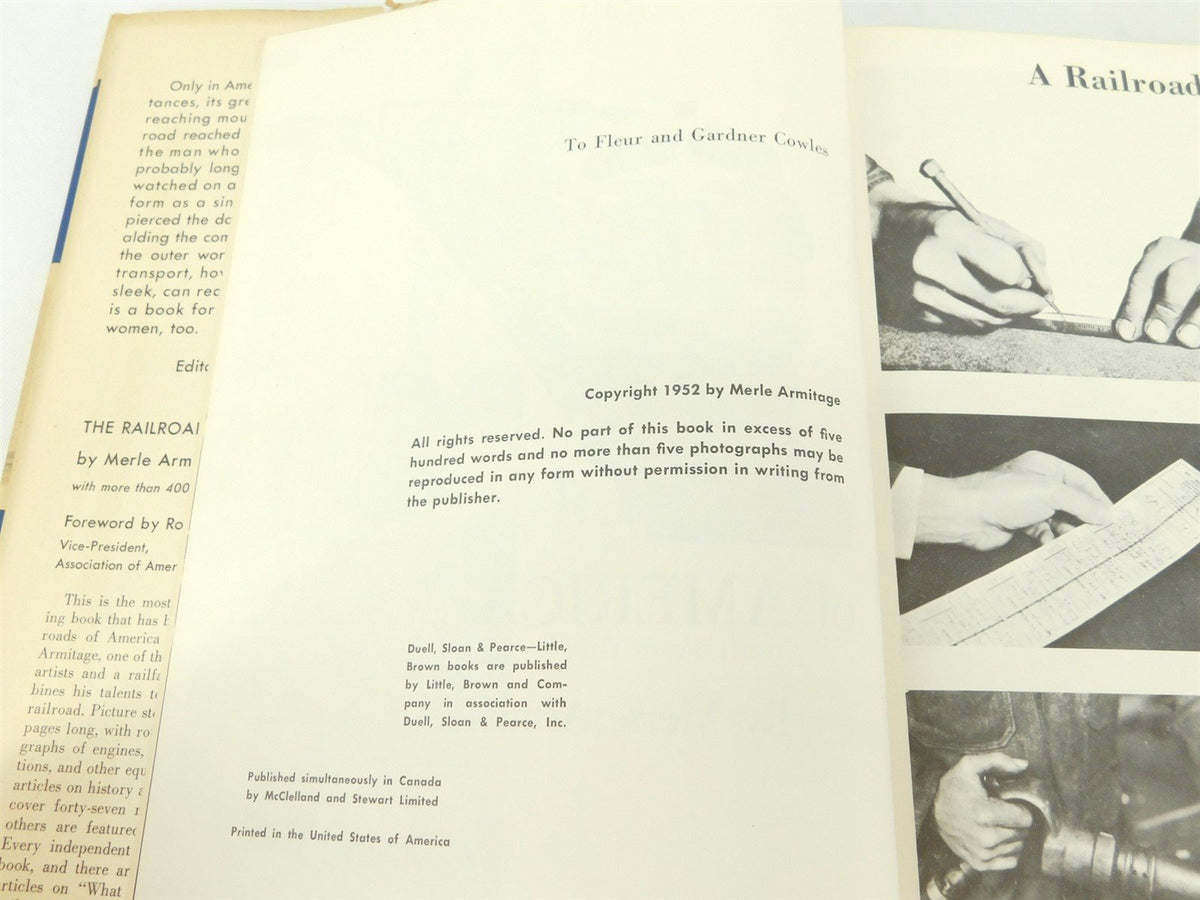 Only in Ame
tances, its gre
reaching mou
road reached
the man who
probably long
watched on a
form as a sin
pierced the dc
alding the com
the outer wor
transport, hov
sleek, can rec
is a book for
women, too.
Edito
THE RAILROAD
by Merle Arm
with more than 400
Foreword by Ro
Vice-President,
Association of Amer
This is the most
ing book that has b
roads of America
Armitage, one of th
artists and a railfa
bines his talents to
railroad. Picture sto
pages long, with ro
graphs of engines,
tions, and other equ
articles on history a
cover forty-seven r
others are featured
Every independent
book, and there ar
rticles on “What
To Fleur and Gardner Cowles
Copyright 1952 by Merle Armitage
All rights reserved. No part of this book in excess of five
hundred words and no more than five photographs may be
reproduced in any form without permission in writing from
the publisher.
Duell, Sloan & Pearce—Little,
Brown books are published
by Little, Brown and Com-
pany in association with
Duell, Sloan & Pearce, Inc.
Published simultaneously in Canada
by McClelland and Stewart Limited
Printed in the United States of America
A Railroad